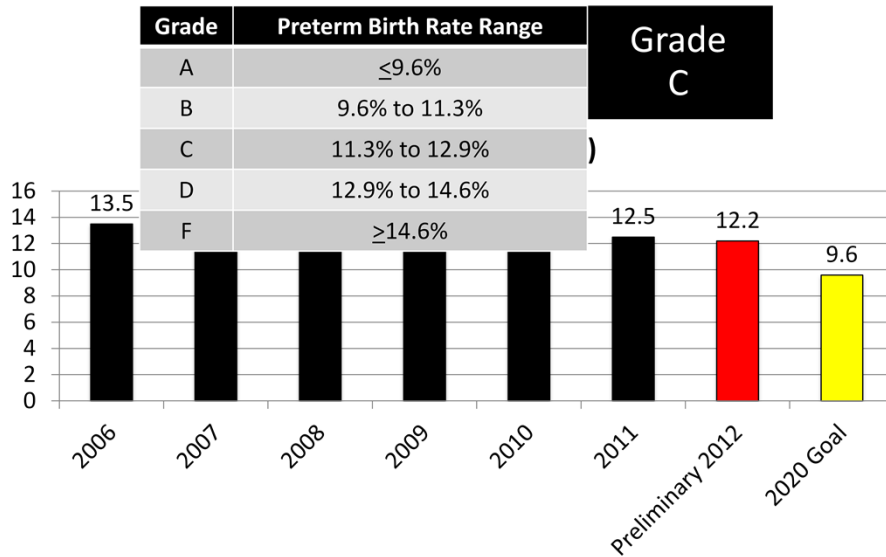 Grade Preterm Birth Rate Range
A ≤9.6%
B 9.6% to 11.3%
C 11.3% to 12.9%
D 12.9% to 14.6%
F ≥14.6%
Grade
C
)
16
14
12
10
8
6
4
2
0
13.5
12.5
12.2
9.6
2006
2007
2008
2009
2010
2011
Preliminary 2012
2020 Goal